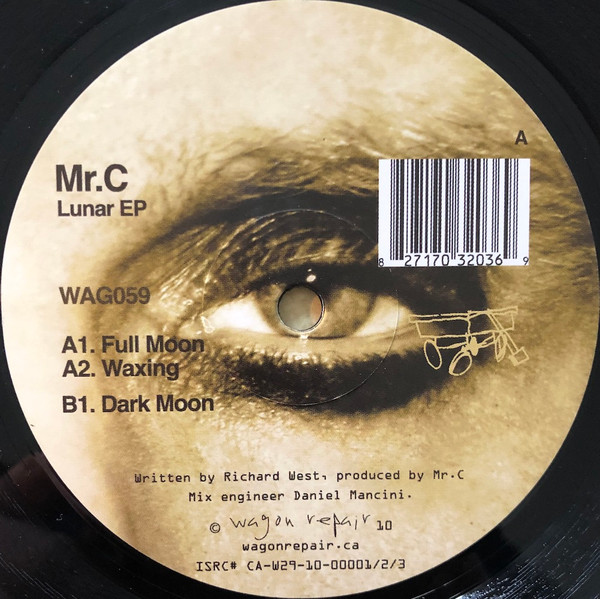 A
Mr.C
Lunar EP
8 27170 32036 9
WAG059
A1. Full Moon
A2. Waxing
B1. Dark Moon
Written by Richard West, produced by Mr.C
Mix engineer Daniel Mancini.
© wagon repair 10
wagonrepair.ca
ISRC# CA-W29-10-00001/2/3